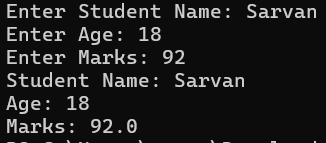 Enter Student Name: Sarvan
Enter Age: 18
Enter Marks: 92
Student Name: Sarvan
Age: 18
Marks: 92.0